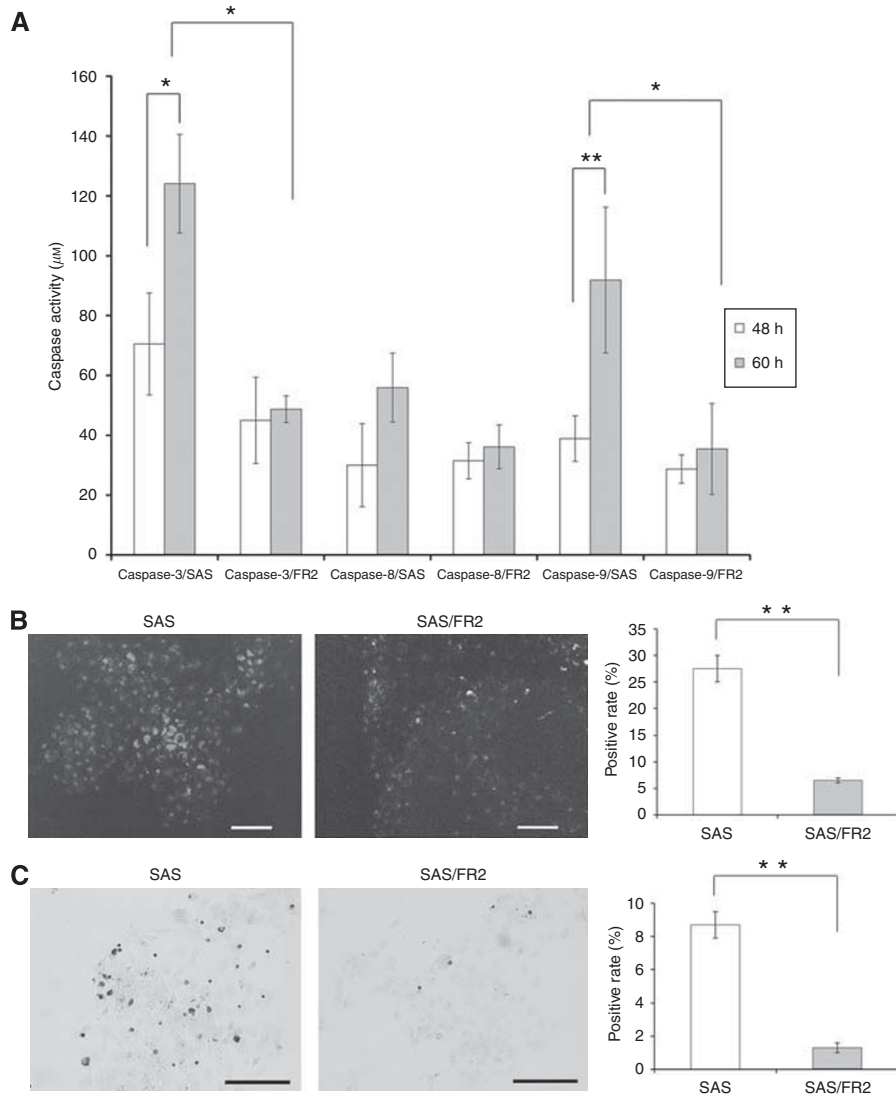 A
*
*
*
**
160
140
120
100
80
60
40
20
0
Caspase activity (μM)
48 h
60 h
Caspase-3/SAS Caspase-3/FR2 Caspase-8/SAS Caspase-8/FR2 Caspase-9/SAS Caspase-9/FR2
B
SAS
SAS/FR2
* *
35
30
25
20
15
10
5
0
Positive rate (%)
SAS SAS/FR2
C
SAS
SAS/FR2
* *
10
8
6
4
2
0
Positive rate (%)
SAS SAS/FR2